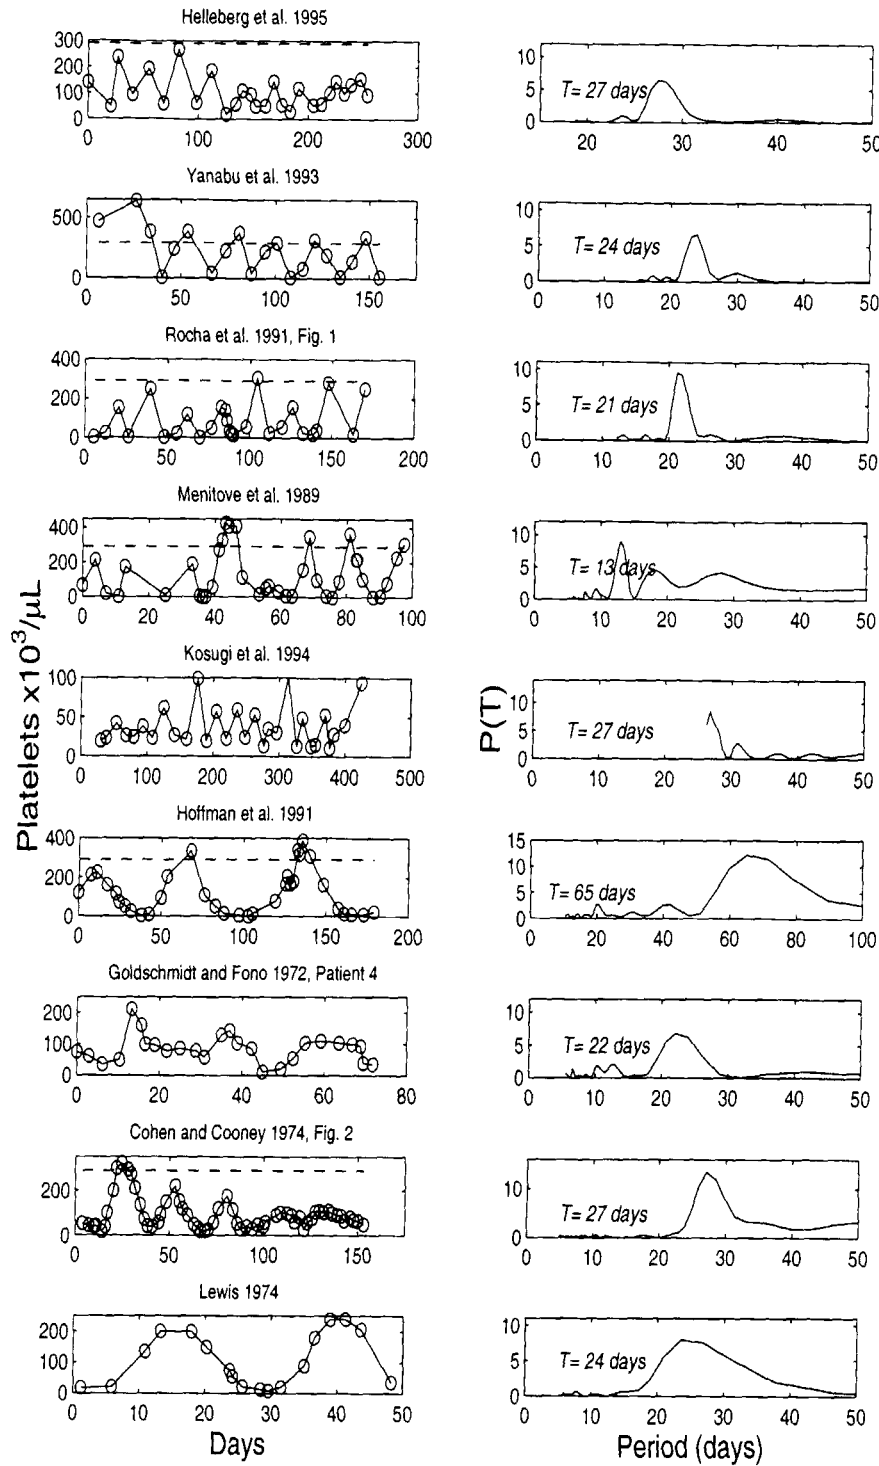 Helleberg et al. 1995
300
200
100
0
0 100 200 300
10
5
0
T= 27 days
20 30 40 50
Yanabu et al. 1993
500
0
0 50 100 150
10
5
0
T= 24 days
0 10 20 30 40 50
Rocha et al. 1991, Fig. 1
400
200
0
0 50 100 150 200
10
5
0
T= 21 days
0 10 20 30 40 50
Menitove et al. 1989
400
200
0
0 20 40 60 80 100
10
5
0
T= 13 days
0 10 20 30 40 50
Kosugi et al. 1994
100
50
0
0 100 200 300 400 500
10
5
0
T= 27 days
0 10 20 30 40 50
Platelets x10³/μL
P(T)
Hoffman et al. 1991
400
200
0
0 50 100 150 200
15
10
5
0
T= 65 days
0 20 40 60 80 100
Goldschmidt and Fono 1972, Patient 4
200
100
0
0 20 40 60 80
10
5
0
T= 22 days
0 10 20 30 40 50
Cohen and Cooney 1974, Fig. 2
200
0
0 50 100 150
10
0
T= 27 days
0 10 20 30 40 50
Lewis 1974
200
100
0
0 10 20 30 40 50
10
5
0
T= 24 days
0 10 20 30 40 50
Days
Period (days)